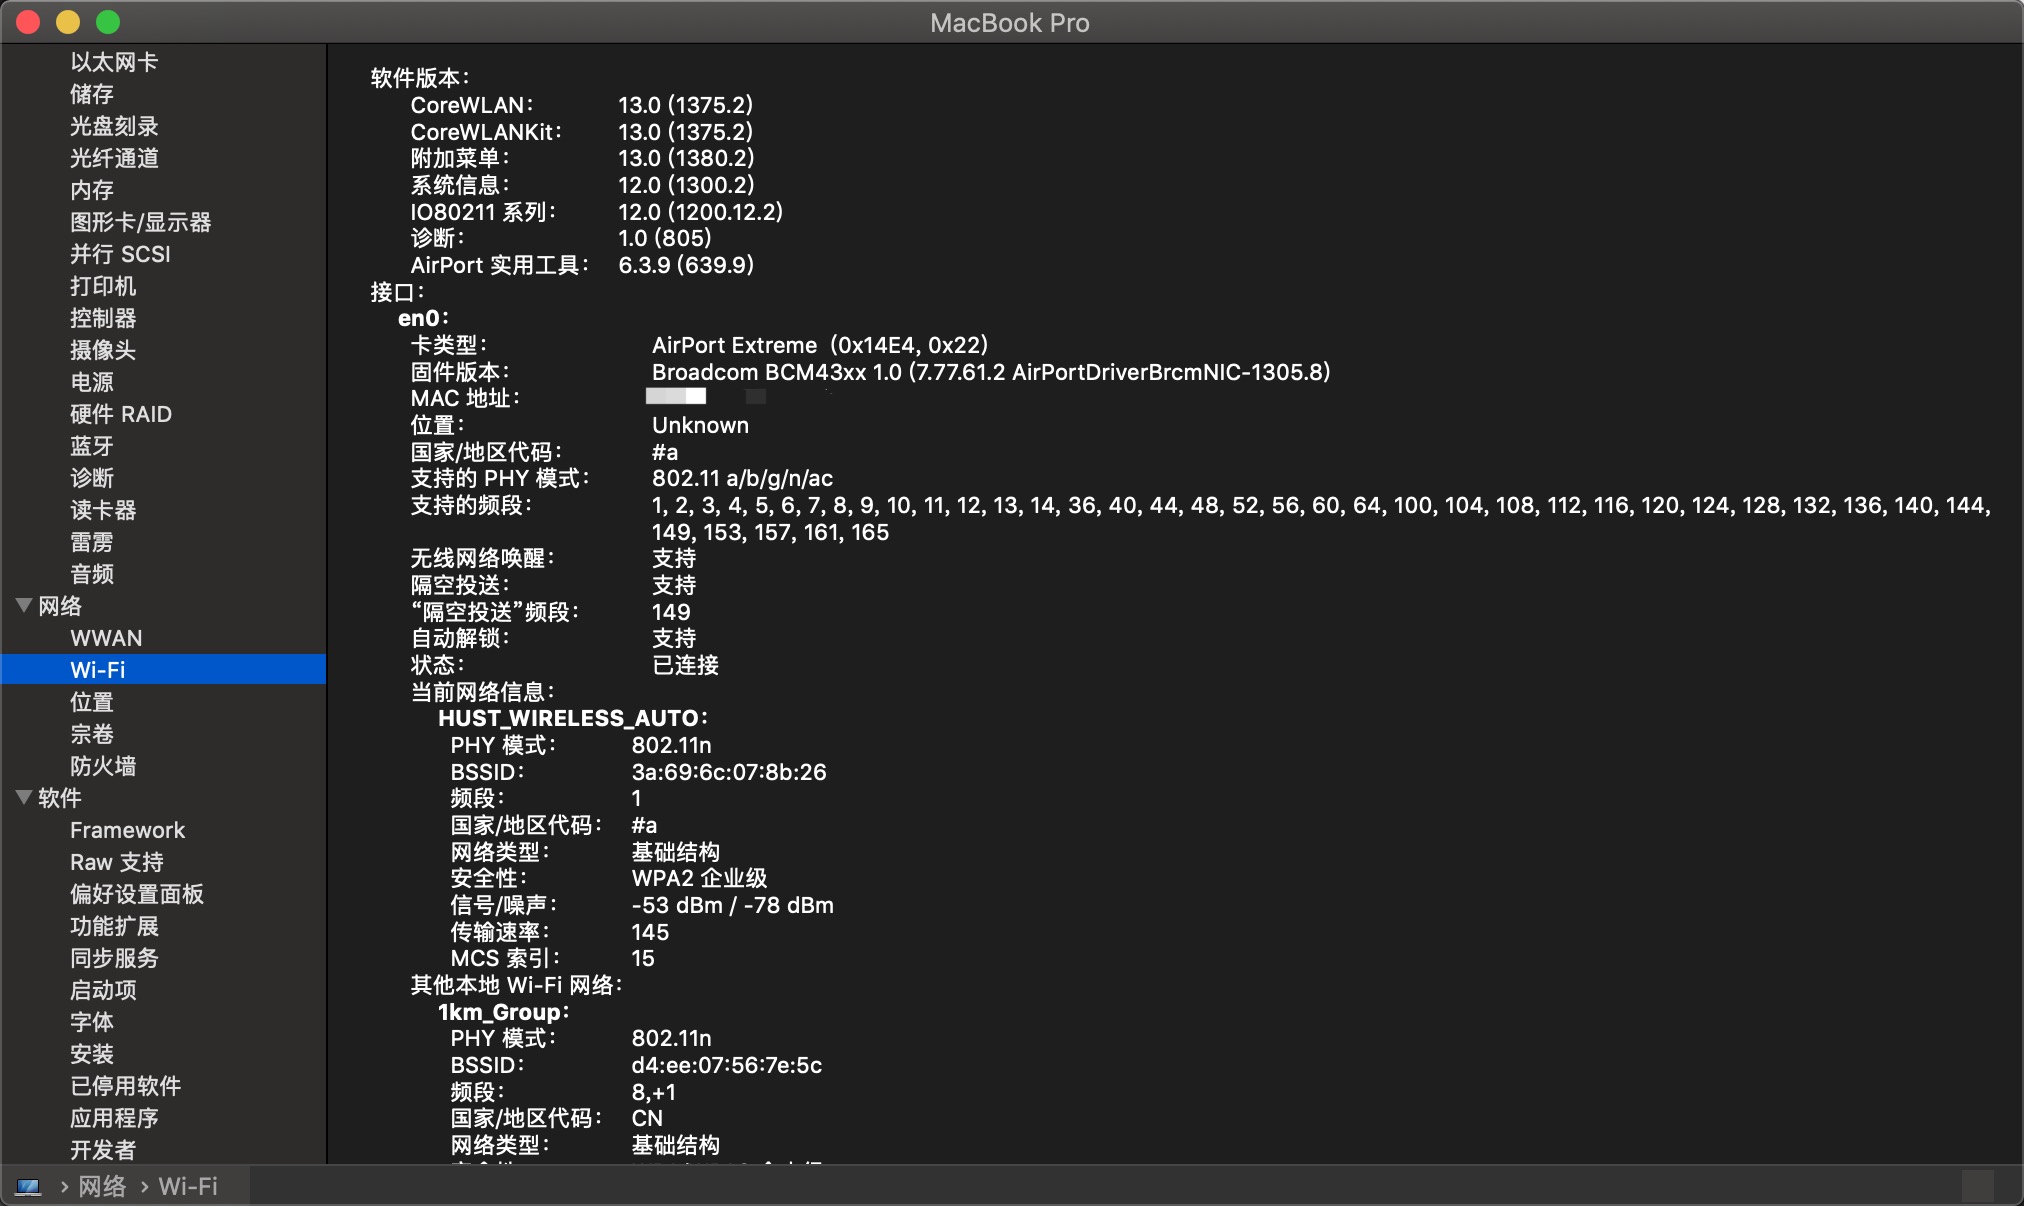 MacBook Pro
以太网卡
储存
光盘刻录
光纤通道
内存
图形卡/显示器
并行 SCSI
打印机
控制器
摄像头
电源
硬件 RAID
蓝牙
诊断
读卡器
雷雳
音频
网络
WWAN
Wi-Fi
位置
宗卷
防火墙
软件
Framework
Raw 支持
偏好设置面板
功能扩展
同步服务
启动项
字体
安装
已停用软件
应用程序
开发者
软件版本：
CoreWLAN： 13.0 (1375.2)
CoreWLANKit： 13.0 (1375.2)
附加菜单： 13.0 (1380.2)
系统信息： 12.0 (1300.2)
IO80211 系列： 12.0 (1200.12.2)
诊断： 1.0 (805)
AirPort 实用工具： 6.3.9 (639.9)
接口：
en0：
卡类型： AirPort Extreme (0x14E4, 0x22)
固件版本： Broadcom BCM43xx 1.0 (7.77.61.2 AirPortDriverBrcmNIC-1305.8)
MAC 地址：
位置： Unknown
国家/地区代码： #a
支持的 PHY 模式： 802.11 a/b/g/n/ac
支持的频段： 1, 2, 3, 4, 5, 6, 7, 8, 9, 10, 11, 12, 13, 14, 36, 40, 44, 48, 52, 56, 60, 64, 100, 104, 108, 112, 116, 120, 124, 128, 132, 136, 140, 144,
149, 153, 157, 161, 165
无线网络唤醒： 支持
隔空投送： 支持
“隔空投送”频段： 149
自动解锁： 支持
状态： 已连接
当前网络信息：
HUST_WIRELESS_AUTO：
PHY 模式： 802.11n
BSSID： 3a:69:6c:07:8b:26
频段： 1
国家/地区代码： #a
网络类型： 基础结构
安全性： WPA2 企业级
信号/噪声： -53 dBm / -78 dBm
传输速率： 145
MCS 索引： 15
其他本地 Wi-Fi 网络：
1km_Group：
PHY 模式： 802.11n
BSSID： d4:ee:07:56:7e:5c
频段： 8,+1
国家/地区代码： CN
网络类型： 基础结构
› 网络 › Wi-Fi